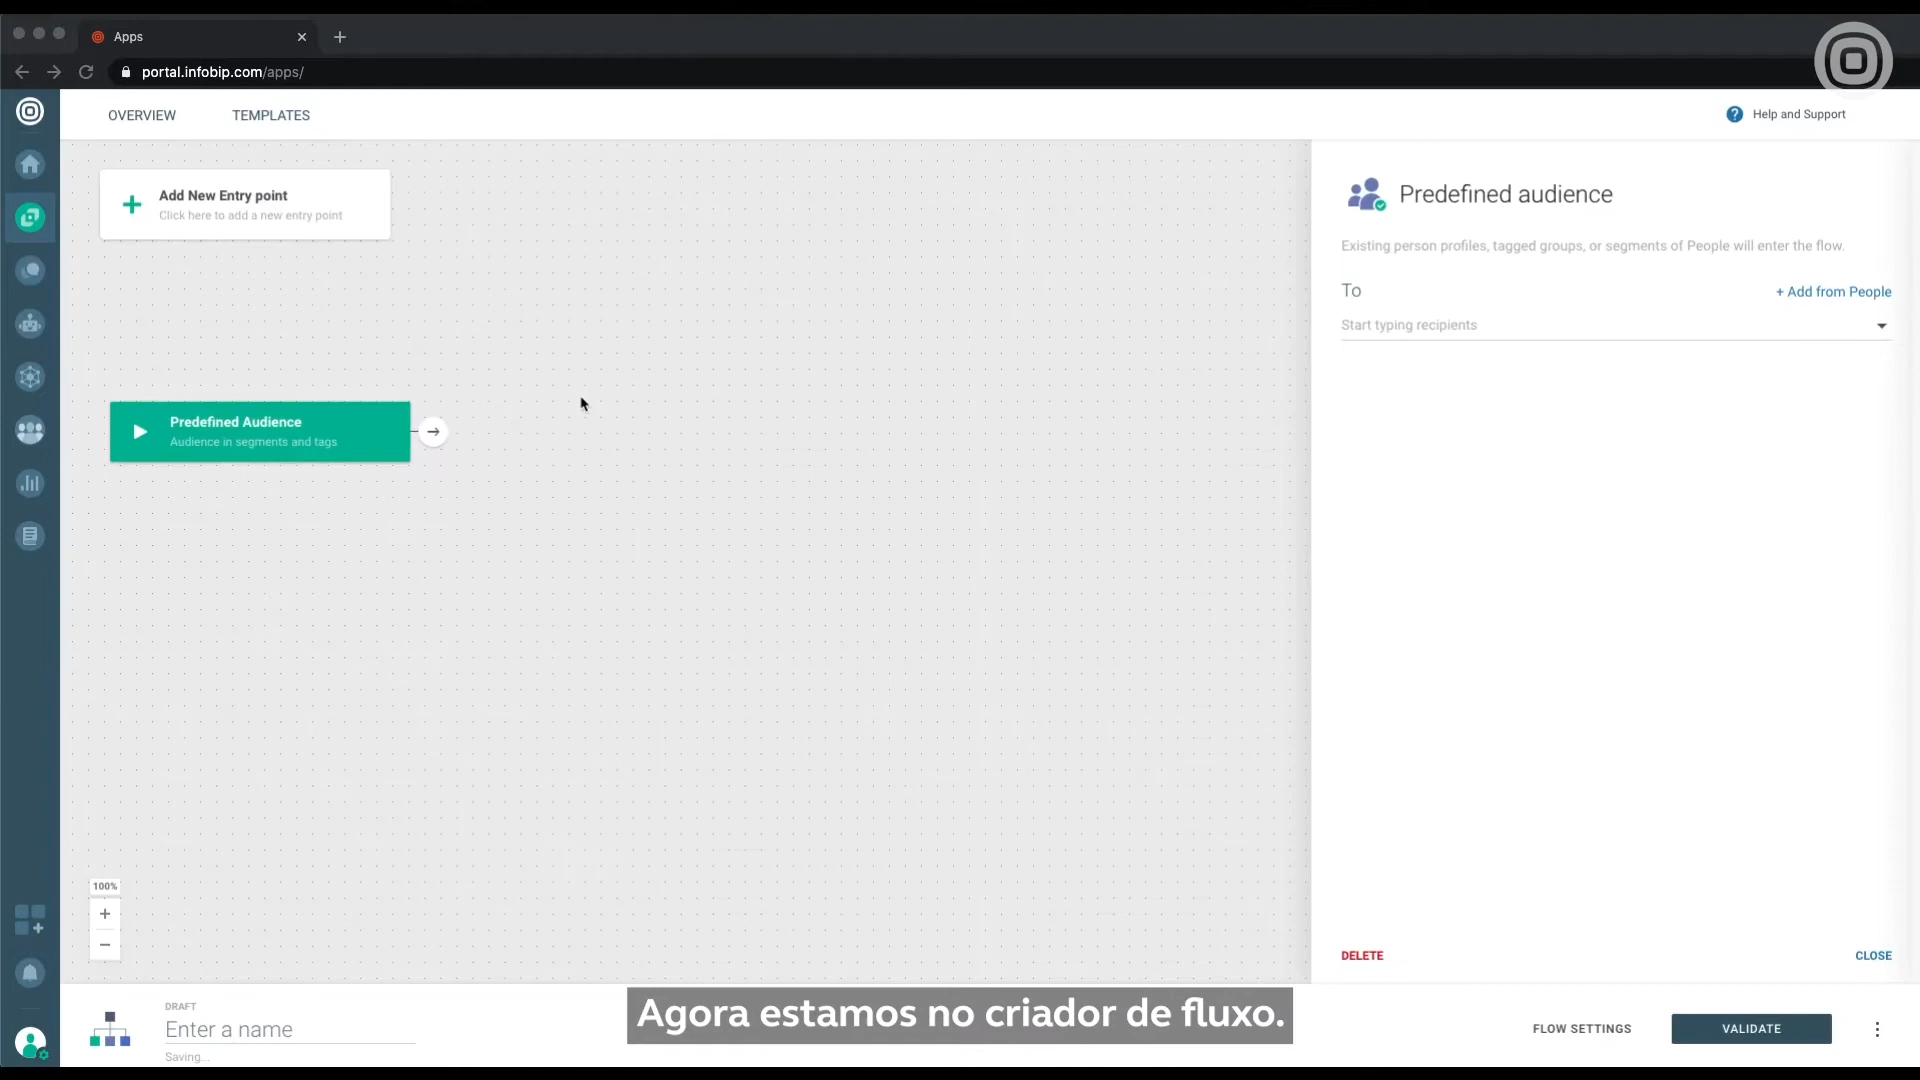 Apps
portal.infobip.com/apps/
OVERVIEW
TEMPLATES
Help and Support
Add New Entry point
Click here to add a new entry point
Predefined Audience
Audience in segments and tags
Predefined audience
Existing person profiles, tagged groups, or segments of People will enter the flow.
To
+ Add from People
Start typing recipients
100%
DELETE
CLOSE
DRAFT
Enter a name
Saving...
Agora estamos no criador de fluxo.
FLOW SETTINGS
VALIDATE